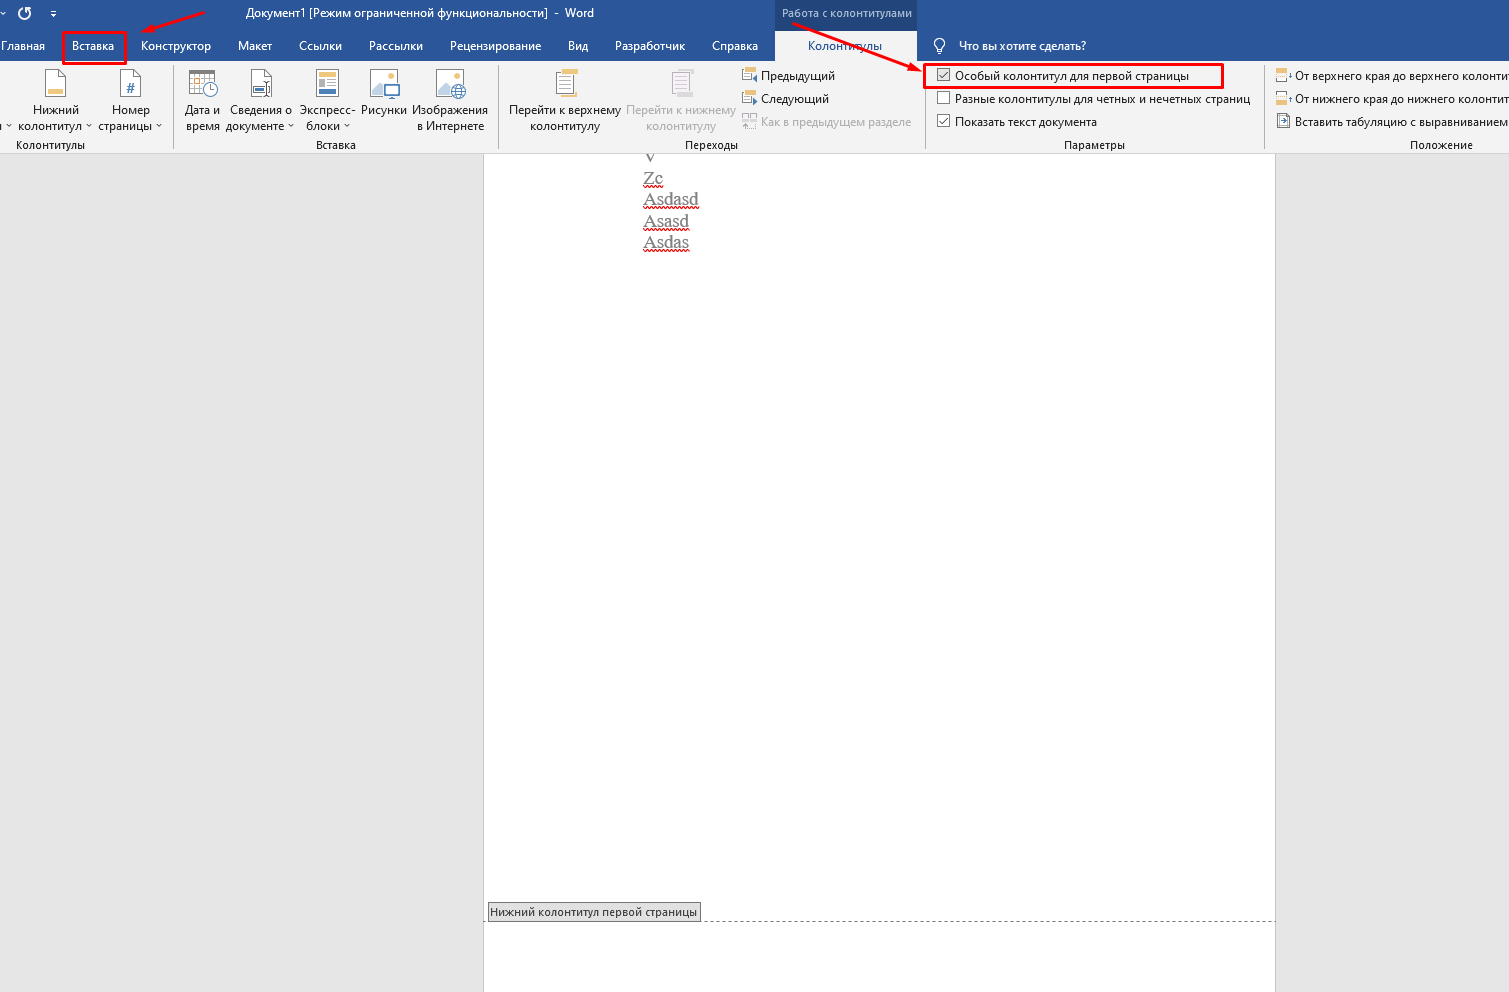 Документ1 [Режим ограниченной функциональности] - Word
Работа с колонтитулами
Главная Вставка Конструктор Макет Ссылки Рассылки Рецензирование Вид Разработчик Справка Колонтитулы Что вы хотите сделать?
Нижний колонтитул
Номер страницы
Колонтитулы
Дата и время
Сведения о документе
Экспресс-блоки
Рисунки
Изображения в Интернете
Вставка
Перейти к верхнему колонтитулу
Перейти к нижнему колонтитулу
Предыдущий
Следующий
Как в предыдущем разделе
Переходы
Особый колонтитул для первой страницы
Разные колонтитулы для четных и нечетных страниц
Показать текст документа
Параметры
От верхнего края до верхнего колонти
От нижнего края до нижнего колонтит
Вставить табуляцию с выравниванием
Положение
Zc
Asdasd
Asasd
Asdas
Нижний колонтитул первой страницы